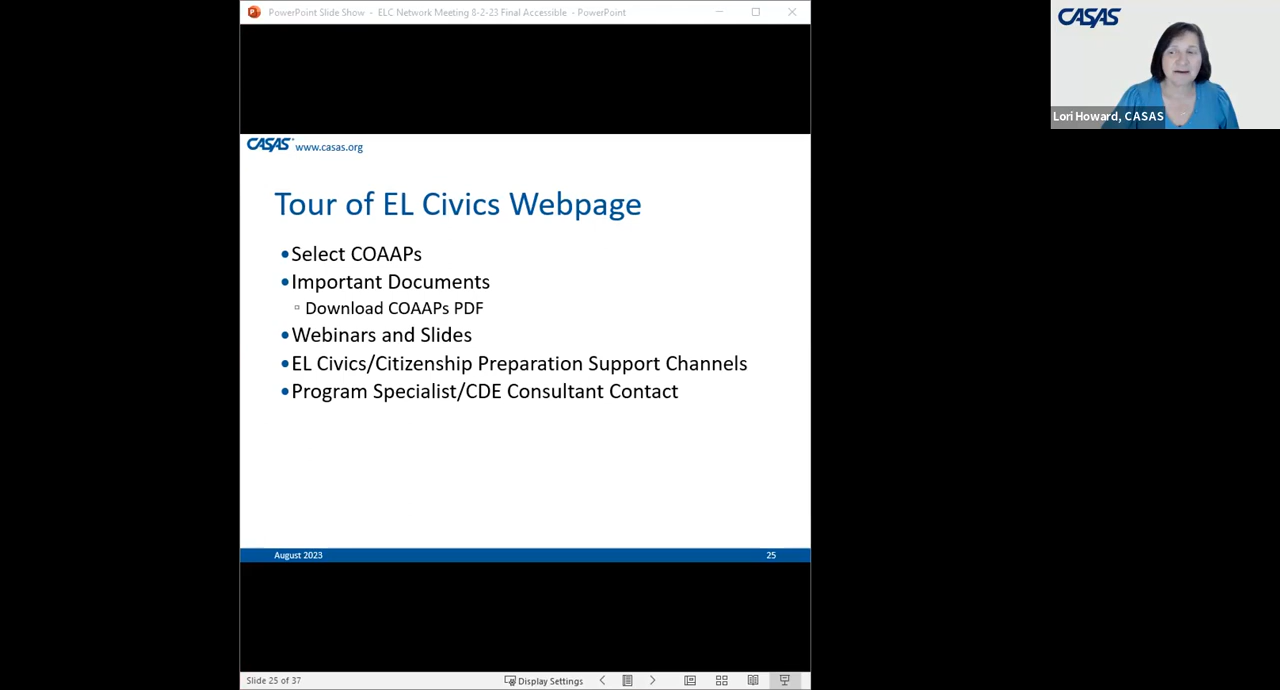 PowerPoint Slide Show - ELC Network Meeting 8-2-23 Final Accessible - PowerPoint
CASAS
Lori Howard, CASAS
CASAS www.casas.org
Tour of EL Civics Webpage
•Select COAAPs
•Important Documents
▫ Download COAAPs PDF
•Webinars and Slides
•EL Civics/Citizenship Preparation Support Channels
•Program Specialist/CDE Consultant Contact
August 2023 25
Slide 25 of 37 Display Settings